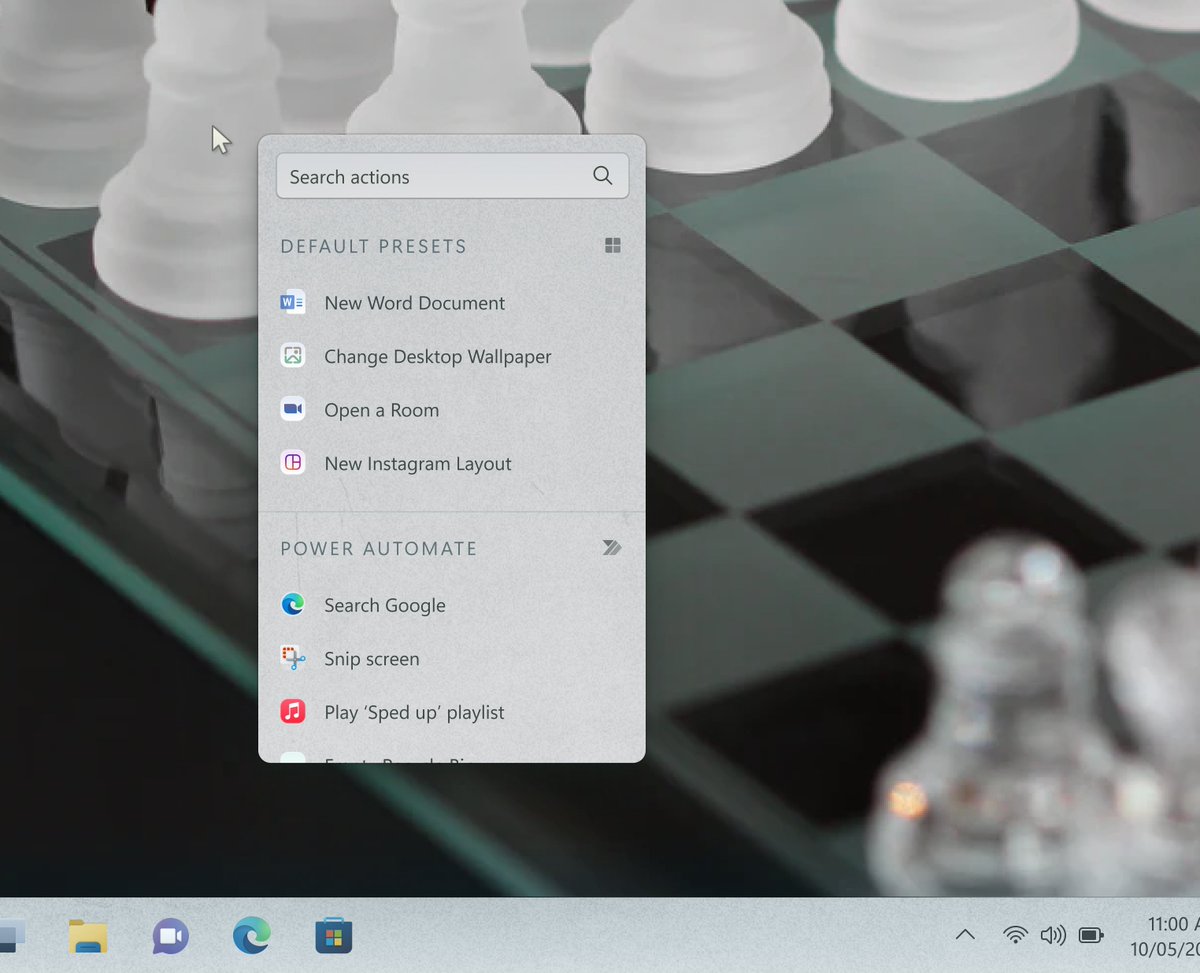 Search actions
DEFAULT PRESETS
New Word Document
Change Desktop Wallpaper
Open a Room
New Instagram Layout
POWER AUTOMATE
Search Google
Snip screen
Play ‘Sped up’ playlist
11:00
10/05/20